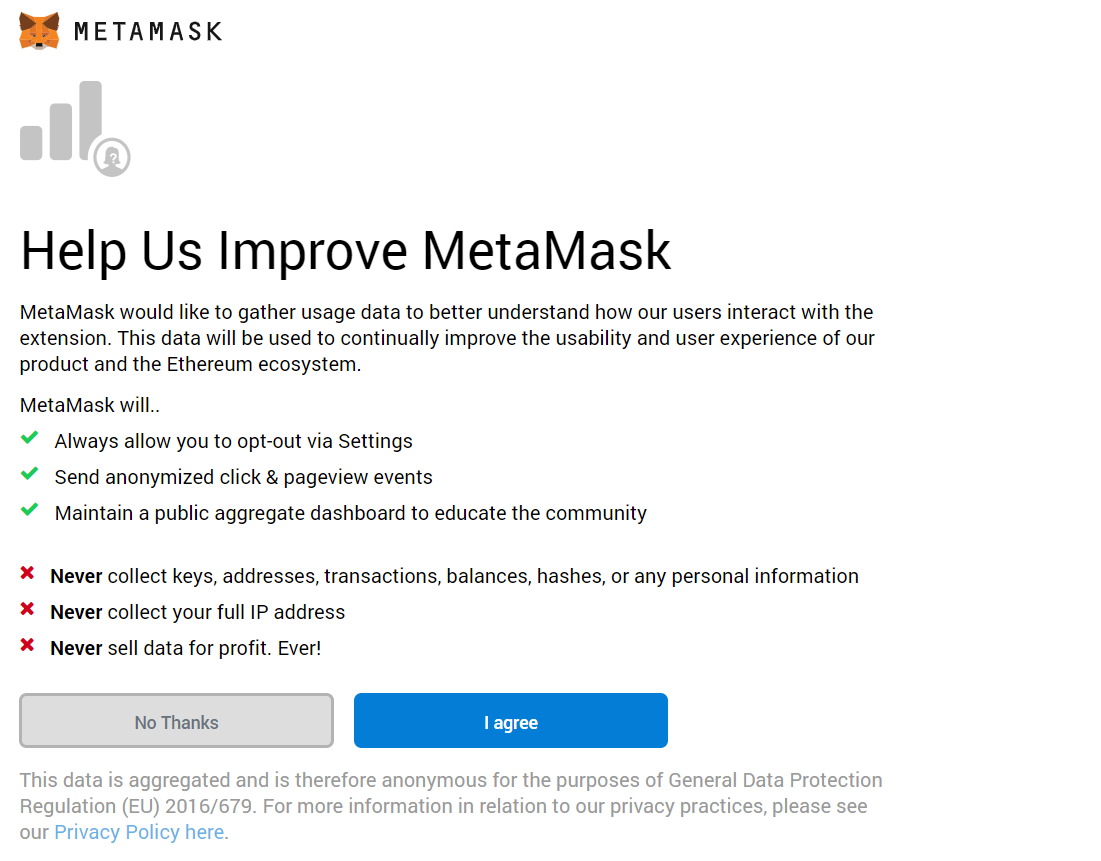 METAMASK
?
Help Us Improve MetaMask
MetaMask would like to gather usage data to better understand how our users interact with the
extension. This data will be used to continually improve the usability and user experience of our
product and the Ethereum ecosystem.
MetaMask will..
Always allow you to opt-out via Settings
Send anonymized click & pageview events
Maintain a public aggregate dashboard to educate the community
Never collect keys, addresses, transactions, balances, hashes, or any personal information
Never collect your full IP address
Never sell data for profit. Ever!
No Thanks
I agree
This data is aggregated and is therefore anonymous for the purposes of General Data Protection
Regulation (EU) 2016/679. For more information in relation to our privacy practices, please see
our Privacy Policy here.